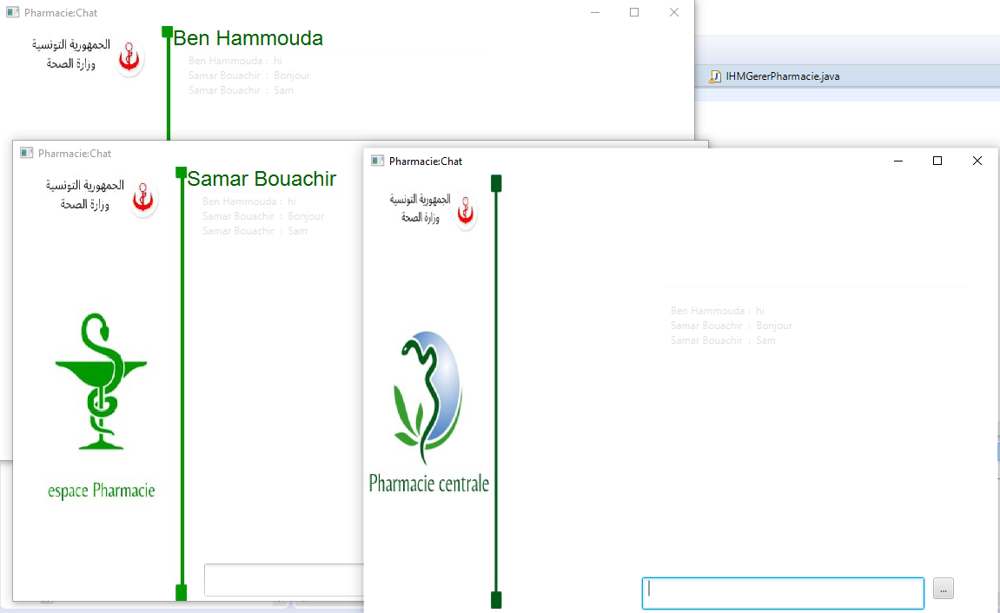 Pharmacie:Chat
الجمهورية التونسية
وزارة الصحة
Ben Hammouda
Ben Hammouda : hi
Samar Bouachir : Bonjour
Samar Bouachir : Sam
IHMGererPharmacie.java
Pharmacie:Chat
الجمهورية التونسية
وزارة الصحة
Samar Bouachir
Ben Hammouda : hi
Samar Bouachir : Bonjour
Samar Bouachir : Sam
espace Pharmacie
Pharmacie:Chat
الجمهورية التونسية
وزارة الصحة
Ben Hammouda : hi
Samar Bouachir : Bonjour
Samar Bouachir : Sam
Pharmacie centrale
...